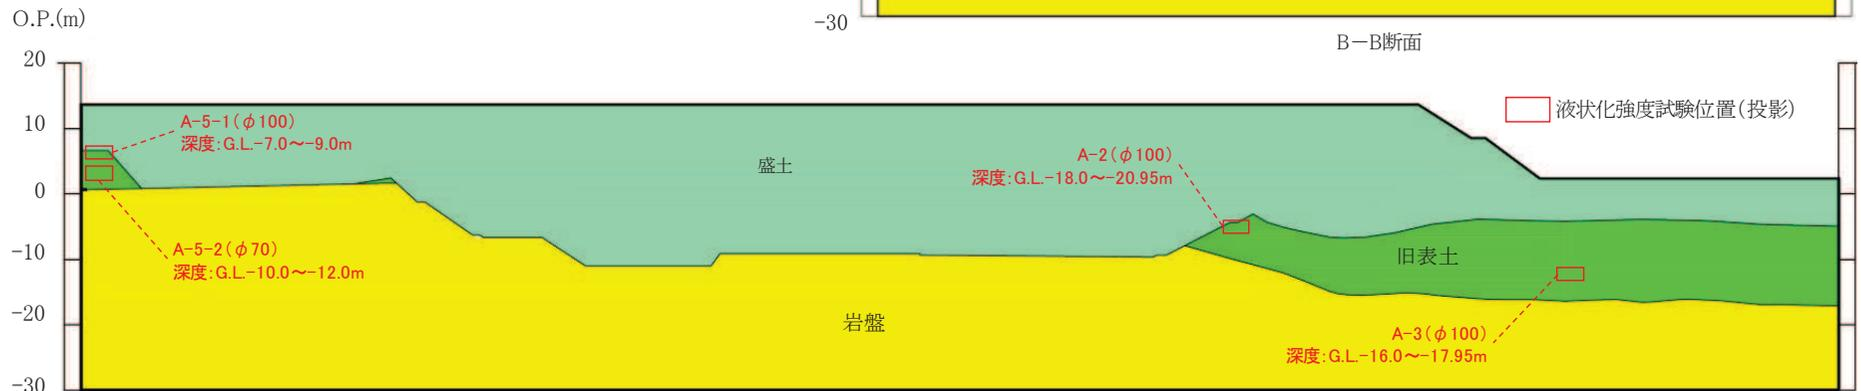 O.P.(m)
-30
B－B断面
20
10
0
-10
-20
-30
A-5-1(φ100)
深度:G.L.-7.0～-9.0m
A-5-2(φ70)
深度:G.L.-10.0～-12.0m
盛土
A-2(φ100)
深度:G.L.-18.0～-20.95m
液状化強度試験位置(投影)
旧表土
岩盤
A-3(φ100)
深度:G.L.-16.0～-17.95m